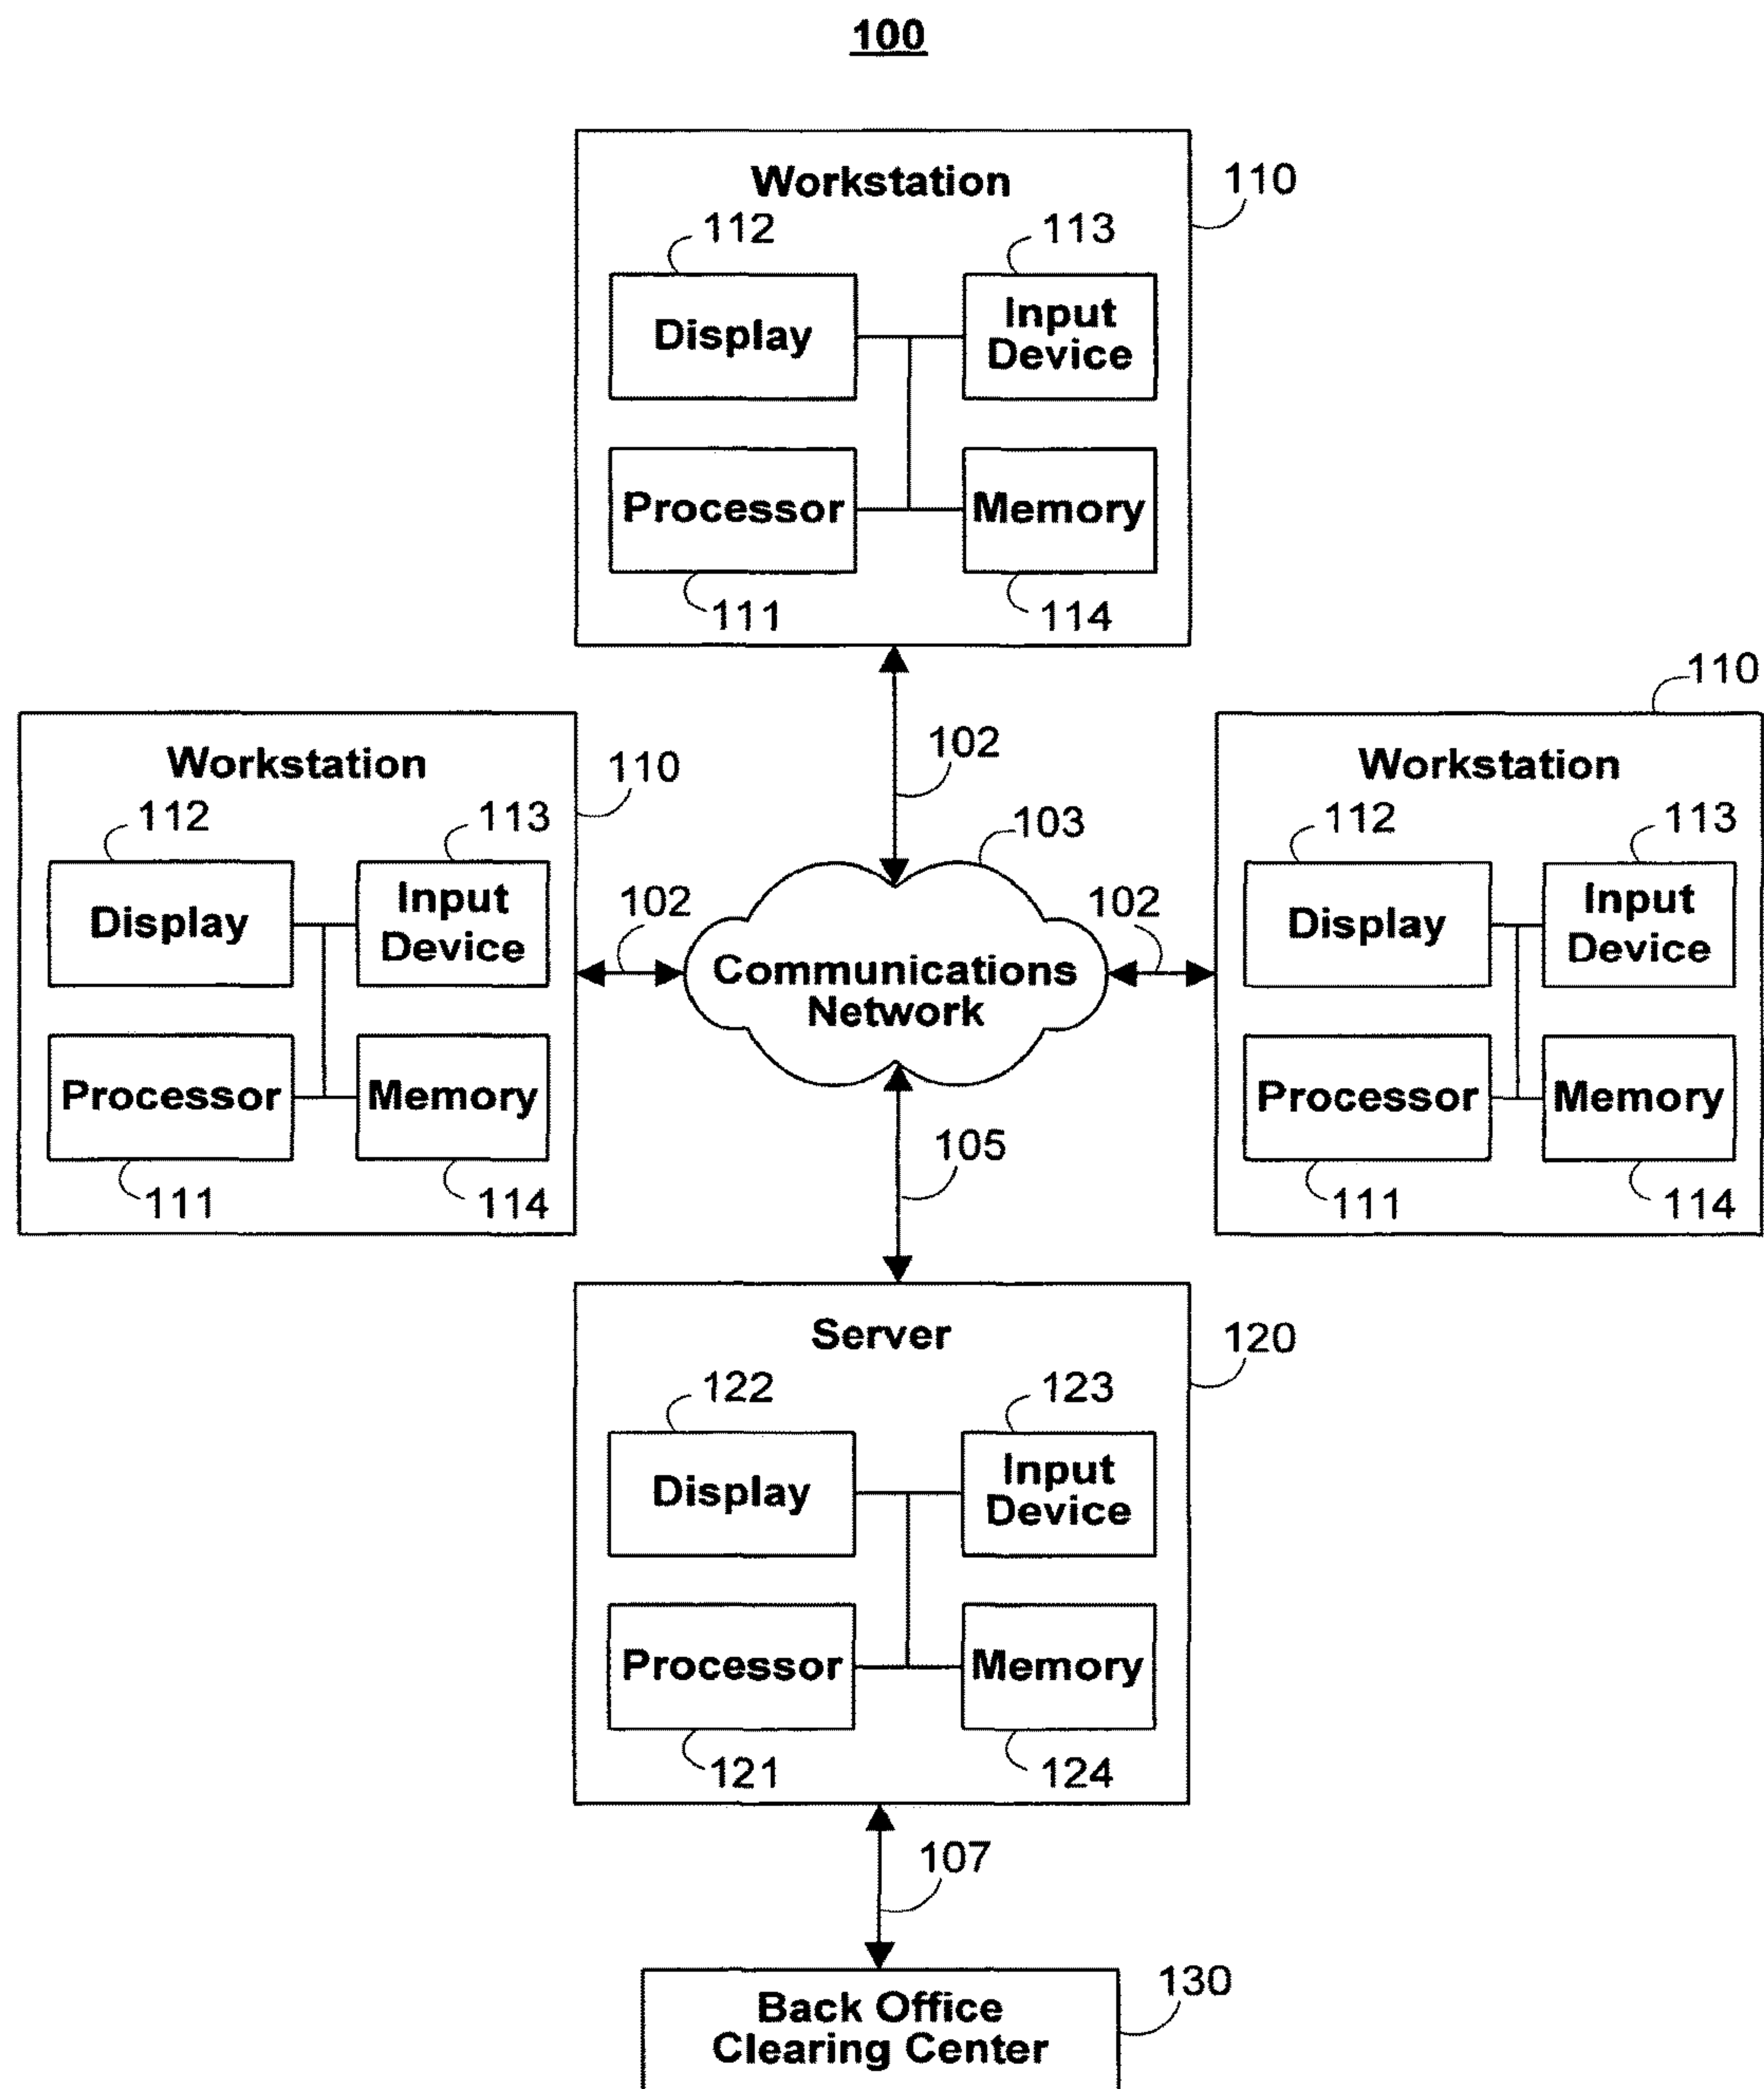 100
Workstation
110
112
113
Display
Input
Device
Processor
Memory
111
114
102
Workstation
110
112
113
Display
Input
Device
Processor
Memory
111
114
102
103
Communications
Network
102
110
Workstation
112
113
Display
Input
Device
Processor
Memory
111
114
105
Server
120
122
123
Display
Input
Device
Processor
Memory
121
124
107
130
Back Office
Clearing Center